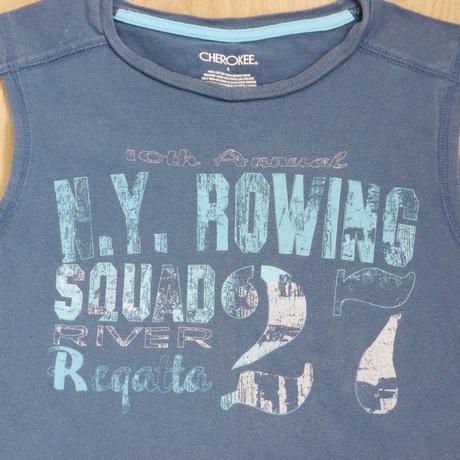 CHEROKEE®
10th Annual
N.Y. ROWING
SQUAD 27
RIVER
Regatta